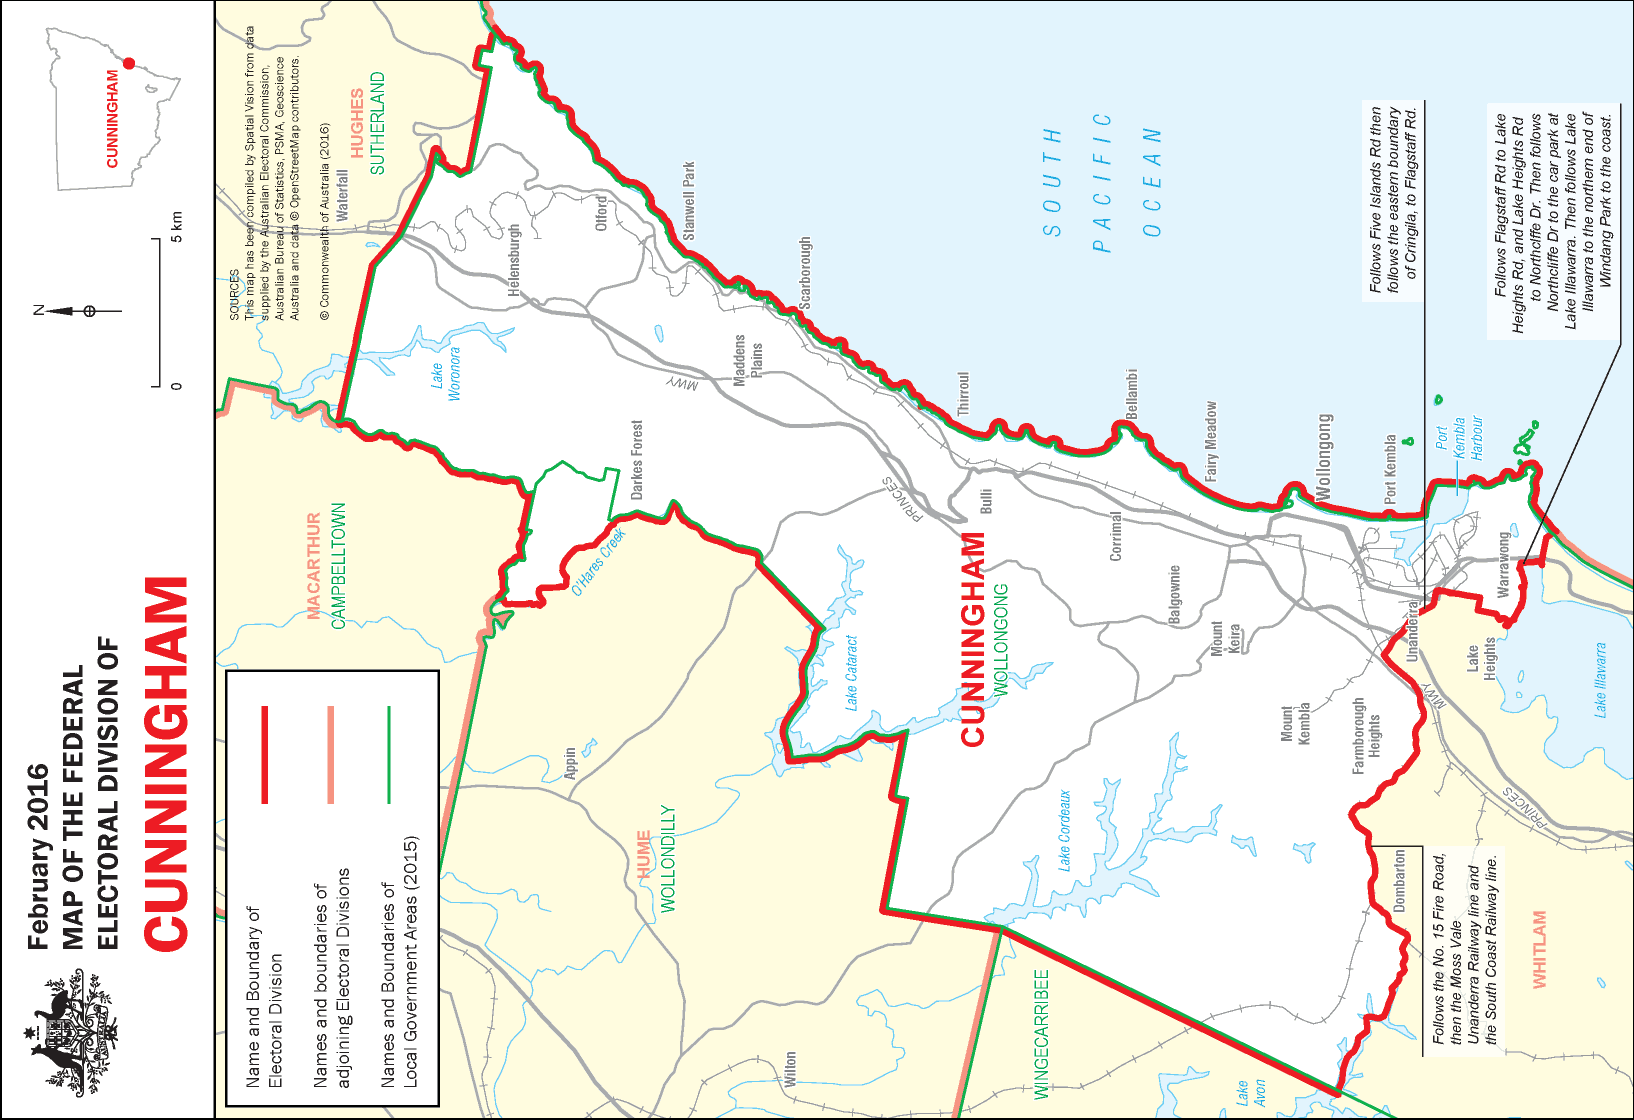 February 2016
MAP OF THE FEDERAL
ELECTORAL DIVISION OF
CUNNINGHAM
N
0
5 km
CUNNINGHAM
Name and Boundary of
Electoral Division
Names and boundaries of
adjoining Electoral Divisions
Names and Boundaries of
Local Government Areas (2015)
SOURCES
This map has been compiled by Spatial Vision from data
supplied by the Australian Electoral Commission,
Australian Bureau of Statistics, PSMA, Geoscience
Australia and data © OpenStreetMap contributors.
© Commonwealth of Australia (2016)
MACARTHUR
CAMPBELLTOWN
Waterfall
HUGHES
SUTHERLAND
Lake
Woronora
Helensburgh
Otford
Stanwell Park
O'Hares Creek
Darkes Forest
Appin
HUME
WOLLONDILLY
MWY
Maddens
Plains
Scarborough
Wilton
Lake Cataract
PRINCES
Thirroul
Bulli
CUNNINGHAM
WOLLONGONG
SOUTH
PACIFIC
OCEAN
WINGECARRIBEE
Lake Cordeaux
Corrimal
Bellambi
Balgownie
Fairy Meadow
Mount
Keira
Lake
Avon
Mount
Kembla
Wollongong
Farmborough
Heights
Port Kembla
Dombarton
Unanderra
MWY
Port
Kembla
Harbour
Lake
Heights
Warrawong
PRINCES
WHITLAM
Lake Illawarra
Follows Five Islands Rd then
follows the eastern boundary
of Cringila, to Flagstaff Rd.
Follows Flagstaff Rd to Lake
Heights Rd, and Lake Heights Rd
to Northcliffe Dr. Then follows
Northcliffe Dr to the car park at
Lake Illawarra. Then follows Lake
Illawarra to the northern end of
Windang Park to the coast.
Follows the No. 15 Fire Road,
then the Moss Vale
Unanderra Railway line and
the South Coast Railway line.